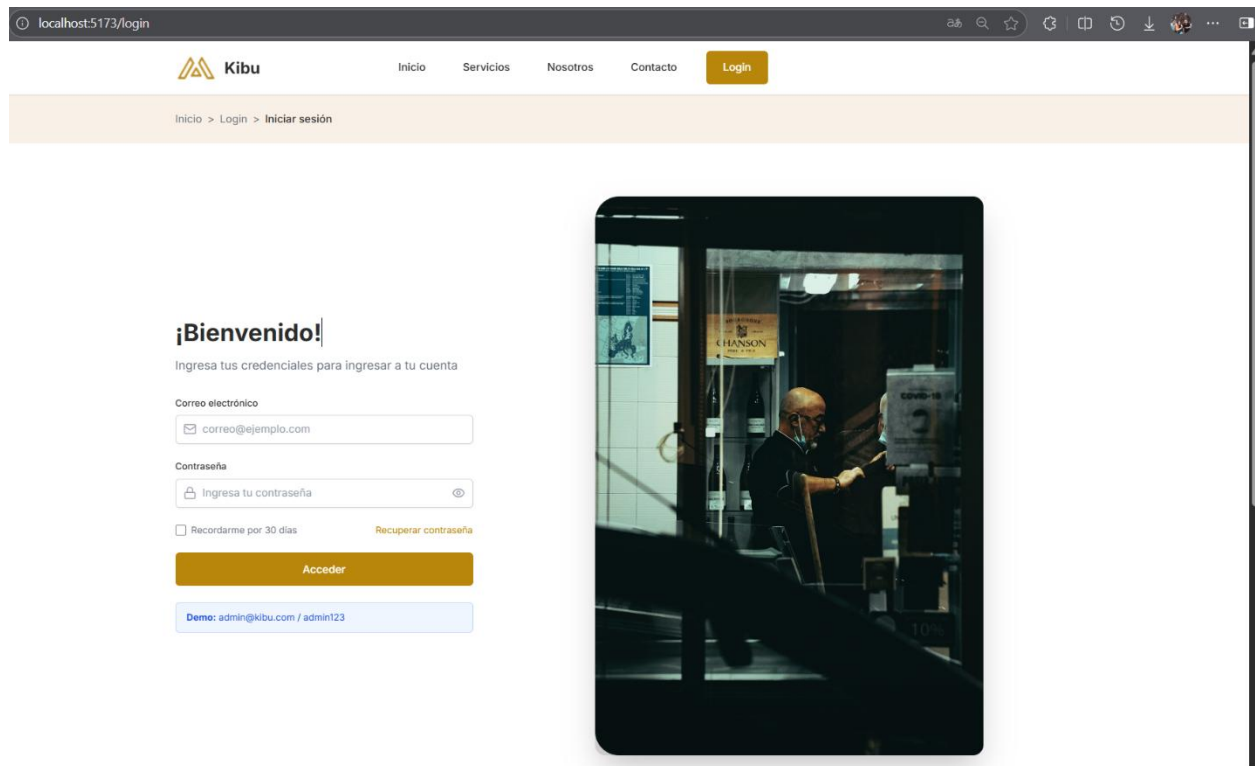 localhost:5173/login
Kibu
Inicio
Servicios
Nosotros
Contacto
Login
Inicio > Login > Iniciar sesión
¡Bienvenido!
Ingresa tus credenciales para ingresar a tu cuenta
Correo electrónico
correo@ejemplo.com
Contraseña
Ingresa tu contraseña
Recordarme por 30 días
Recuperar contraseña
Acceder
Demo: admin@kibu.com / admin123
CHANSON
COVID-19
10%